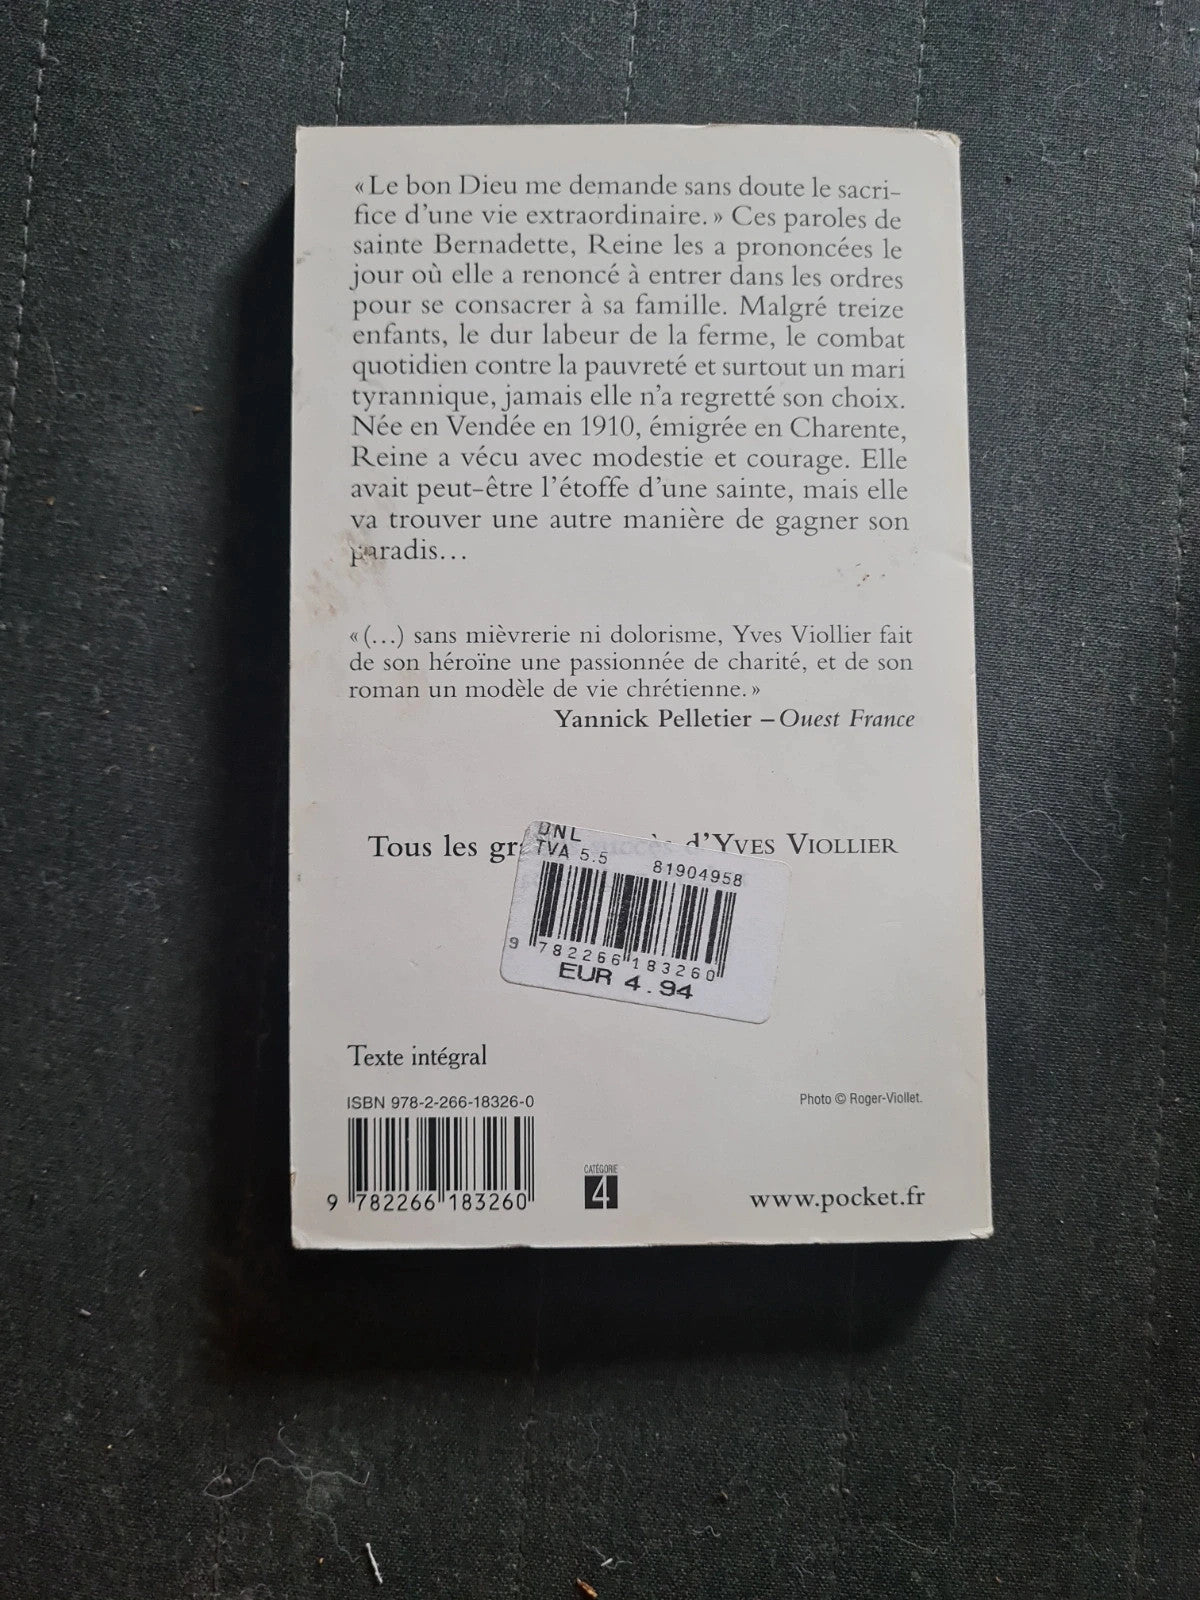 « Le bon Dieu me demande sans doute le sacri-
fice d'une vie extraordinaire. » Ces paroles de
sainte Bernadette, Reine les a prononcées le
jour où elle a renoncé à entrer dans les ordres
pour se consacrer à sa famille. Malgré treize
enfants, le dur labeur de la ferme, le combat
quotidien contre la pauvreté et surtout un mari
tyrannique, jamais elle n'a regretté son choix.
Née en Vendée en 1910, émigrée en Charente,
Reine a vécu avec modestie et courage. Elle
avait peut-être l'étoffe d'une sainte, mais elle
va trouver une autre manière de gagner son
paradis...
« (...) sans mièvrerie ni dolorisme, Yves Viollier fait
de son héroïne une passionnée de charité, et de son
roman un modèle de vie chrétienne. »
Yannick Pelletier – Ouest France
Tous les succès d'YVES VIOLLIER
DNL
TVA 5.5 81904958
9 782266 183260
EUR 4.94
Texte intégral
ISBN 978-2-266-18326-0
Photo © Roger-Viollet.
9 782266 183260
CATÉGORIE
4
www.pocket.fr